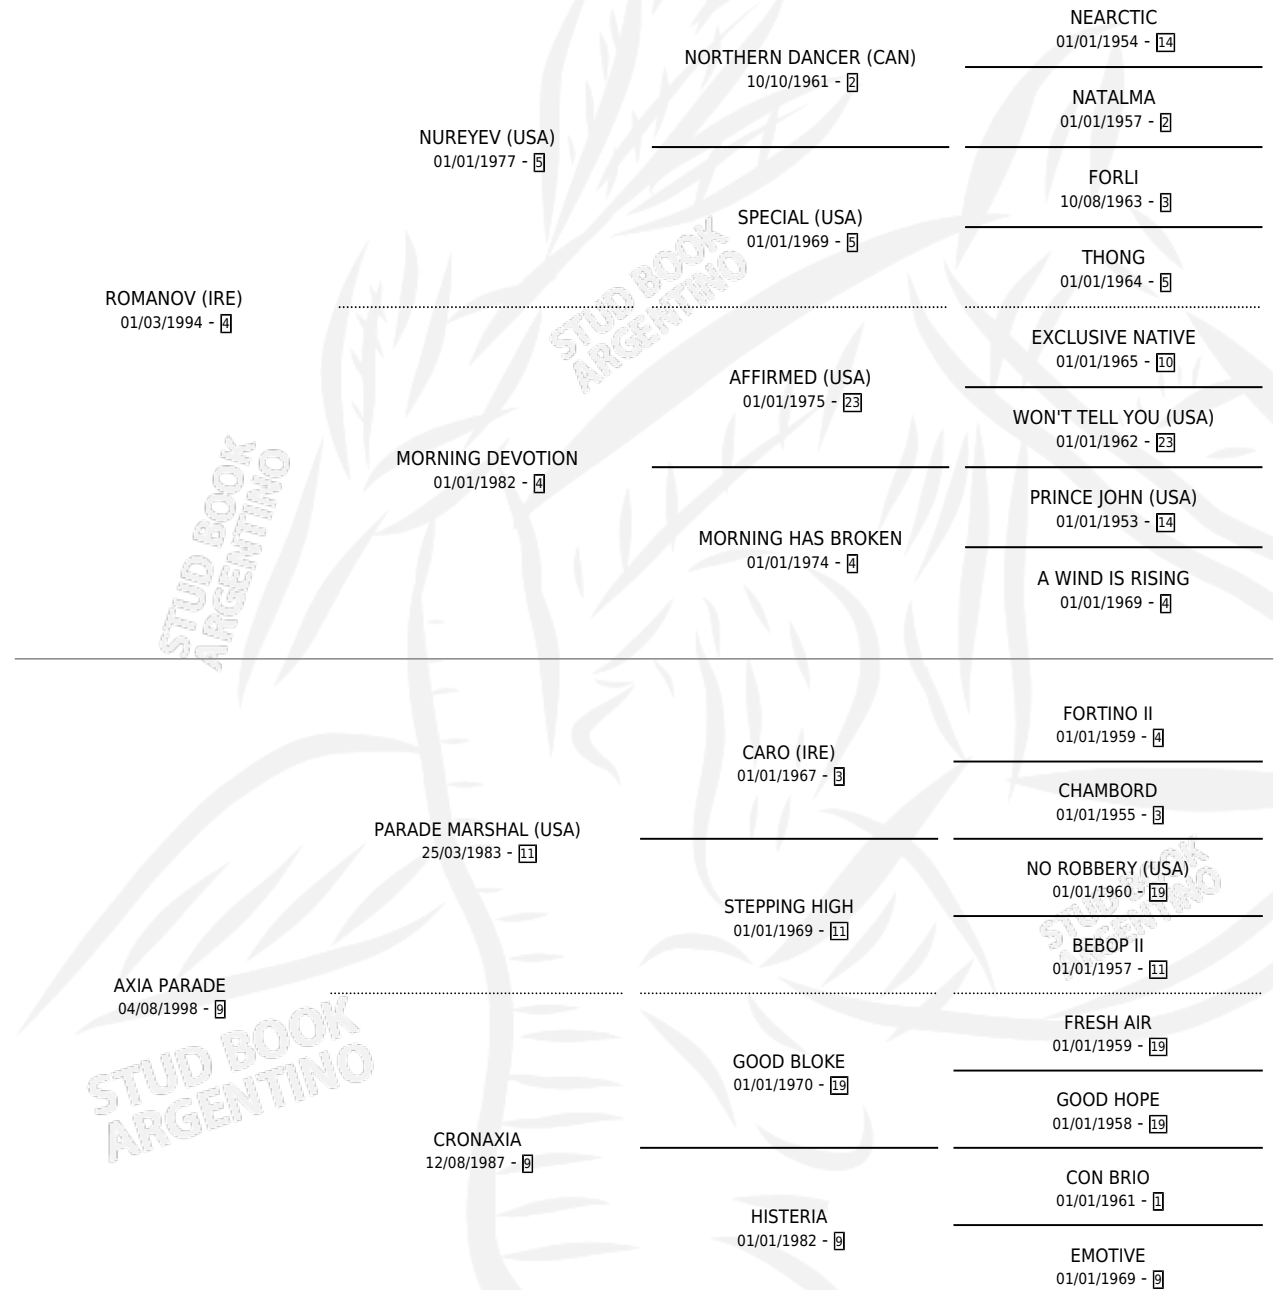 NEARCTIC
01/01/1954 - 14
NORTHERN DANCER (CAN)
10/10/1961 - 2
NATALMA
01/01/1957 - 2
NUREYEV (USA)
01/01/1977 - 5
FORLI
10/08/1963 - 3
SPECIAL (USA)
01/01/1969 - 5
THONG
01/01/1964 - 5
ROMANOV (IRE)
01/03/1994 - 4
EXCLUSIVE NATIVE
01/01/1965 - 10
AFFIRMED (USA)
01/01/1975 - 23
WON'T TELL YOU (USA)
01/01/1962 - 23
MORNING DEVOTION
01/01/1982 - 4
PRINCE JOHN (USA)
01/01/1953 - 14
MORNING HAS BROKEN
01/01/1974 - 4
A WIND IS RISING
01/01/1969 - 4
FORTINO II
01/01/1959 - 4
CARO (IRE)
01/01/1967 - 3
CHAMBORD
01/01/1955 - 3
PARADE MARSHAL (USA)
25/03/1983 - 11
NO ROBBERY (USA)
01/01/1960 - 19
STEPPING HIGH
01/01/1969 - 11
BEBOP II
01/01/1957 - 11
AXIA PARADE
04/08/1998 - 9
FRESH AIR
01/01/1959 - 19
GOOD BLOKE
01/01/1970 - 19
GOOD HOPE
01/01/1958 - 19
CRONAXIA
12/08/1987 - 9
CON BRIO
01/01/1961 - 1
HISTERIA
01/01/1982 - 9
EMOTIVE
01/01/1969 - 9
STUD BOOK
ARGENTINO
STUD BOOK
ARGENTINO
STUD BOOK
ARGENTINO
STUD BOOK
ARGENTINO